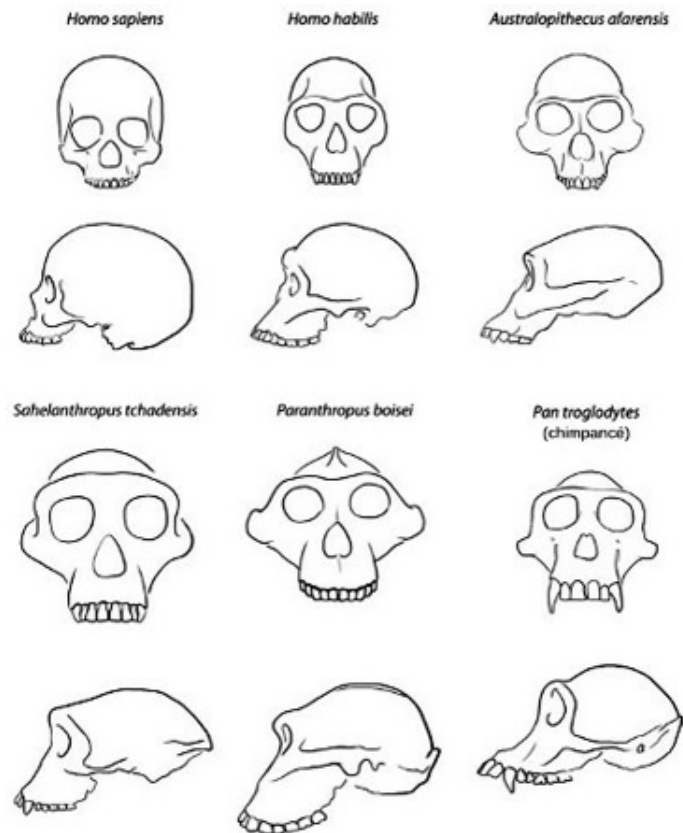 Homo sapiens
Homo habilis
Australopithecus afarensis
Sahelanthropus tchadensis
Paranthropus boisei
Pan troglodytes
(chimpancé)